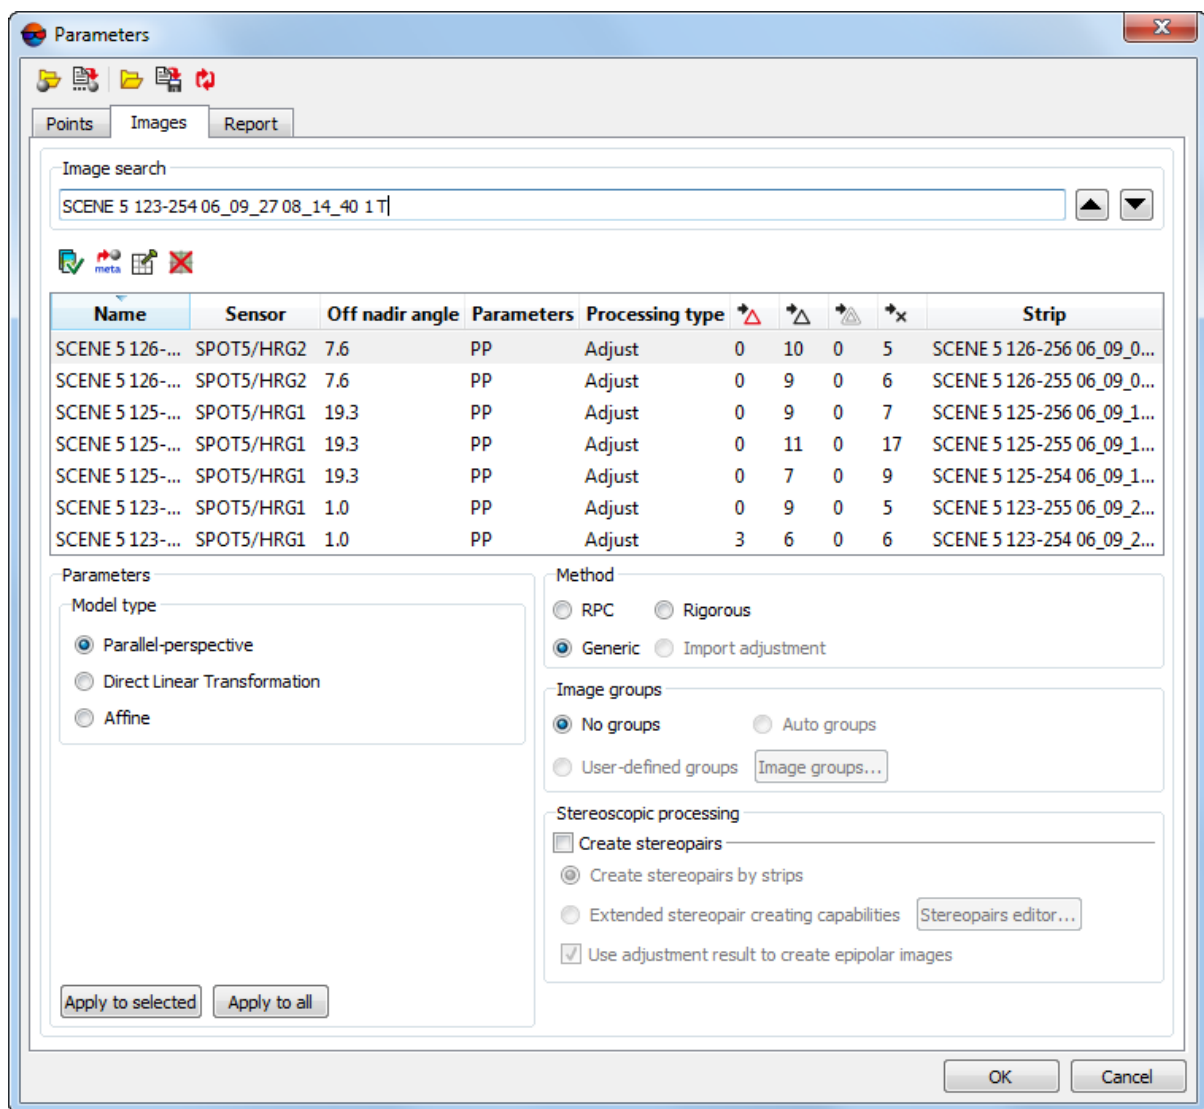 Parameters
Points Images Report
Image search
SCENE 5 123-254 06_09_27 08_14_40 1 T
meta
Name Sensor Off nadir angle Parameters Processing type Strip
SCENE 5 126-... SPOT5/HRG2 7.6 PP Adjust 0 10 0 5 SCENE 5 126-256 06_09_0...
SCENE 5 126-... SPOT5/HRG2 7.6 PP Adjust 0 9 0 6 SCENE 5 126-255 06_09_0...
SCENE 5 125-... SPOT5/HRG1 19.3 PP Adjust 0 9 0 7 SCENE 5 125-256 06_09_1...
SCENE 5 125-... SPOT5/HRG1 19.3 PP Adjust 0 11 0 17 SCENE 5 125-255 06_09_1...
SCENE 5 125-... SPOT5/HRG1 19.3 PP Adjust 0 7 0 9 SCENE 5 125-254 06_09_1...
SCENE 5 123-... SPOT5/HRG1 1.0 PP Adjust 0 9 0 5 SCENE 5 123-255 06_09_2...
SCENE 5 123-... SPOT5/HRG1 1.0 PP Adjust 3 6 0 6 SCENE 5 123-254 06_09_2...
Parameters
Model type
Parallel-perspective
Direct Linear Transformation
Affine
Apply to selected Apply to all
Method
RPC Rigorous
Generic Import adjustment
Image groups
No groups Auto groups
User-defined groups Image groups...
Stereoscopic processing
Create stereopairs
Create stereopairs by strips
Extended stereopair creating capabilities Stereopairs editor...
Use adjustment result to create epipolar images
OK Cancel